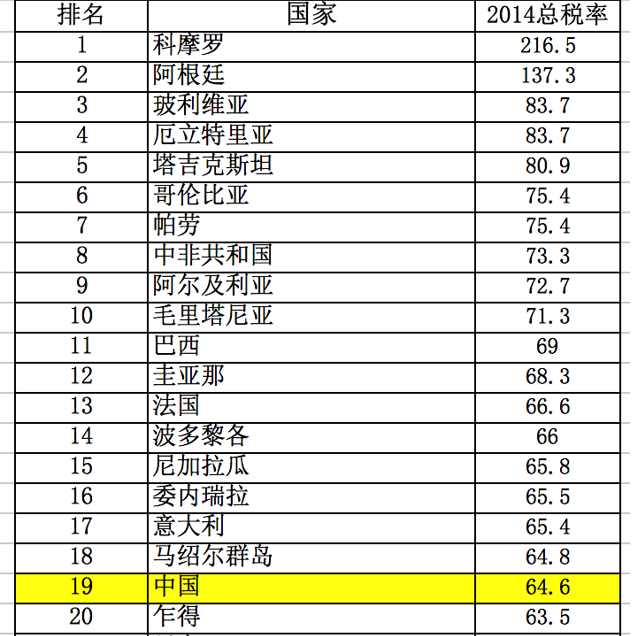 排名 国家 2014总税率
1 科摩罗 216.5
2 阿根廷 137.3
3 玻利维亚 83.7
4 厄立特里亚 83.7
5 塔吉克斯坦 80.9
6 哥伦比亚 75.4
7 帕劳 75.4
8 中非共和国 73.3
9 阿尔及利亚 72.7
10 毛里塔尼亚 71.3
11 巴西 69
12 圭亚那 68.3
13 法国 66.6
14 波多黎各 66
15 尼加拉瓜 65.8
16 委内瑞拉 65.5
17 意大利 65.4
18 马绍尔群岛 64.8
19 中国 64.6
20 乍得 63.5